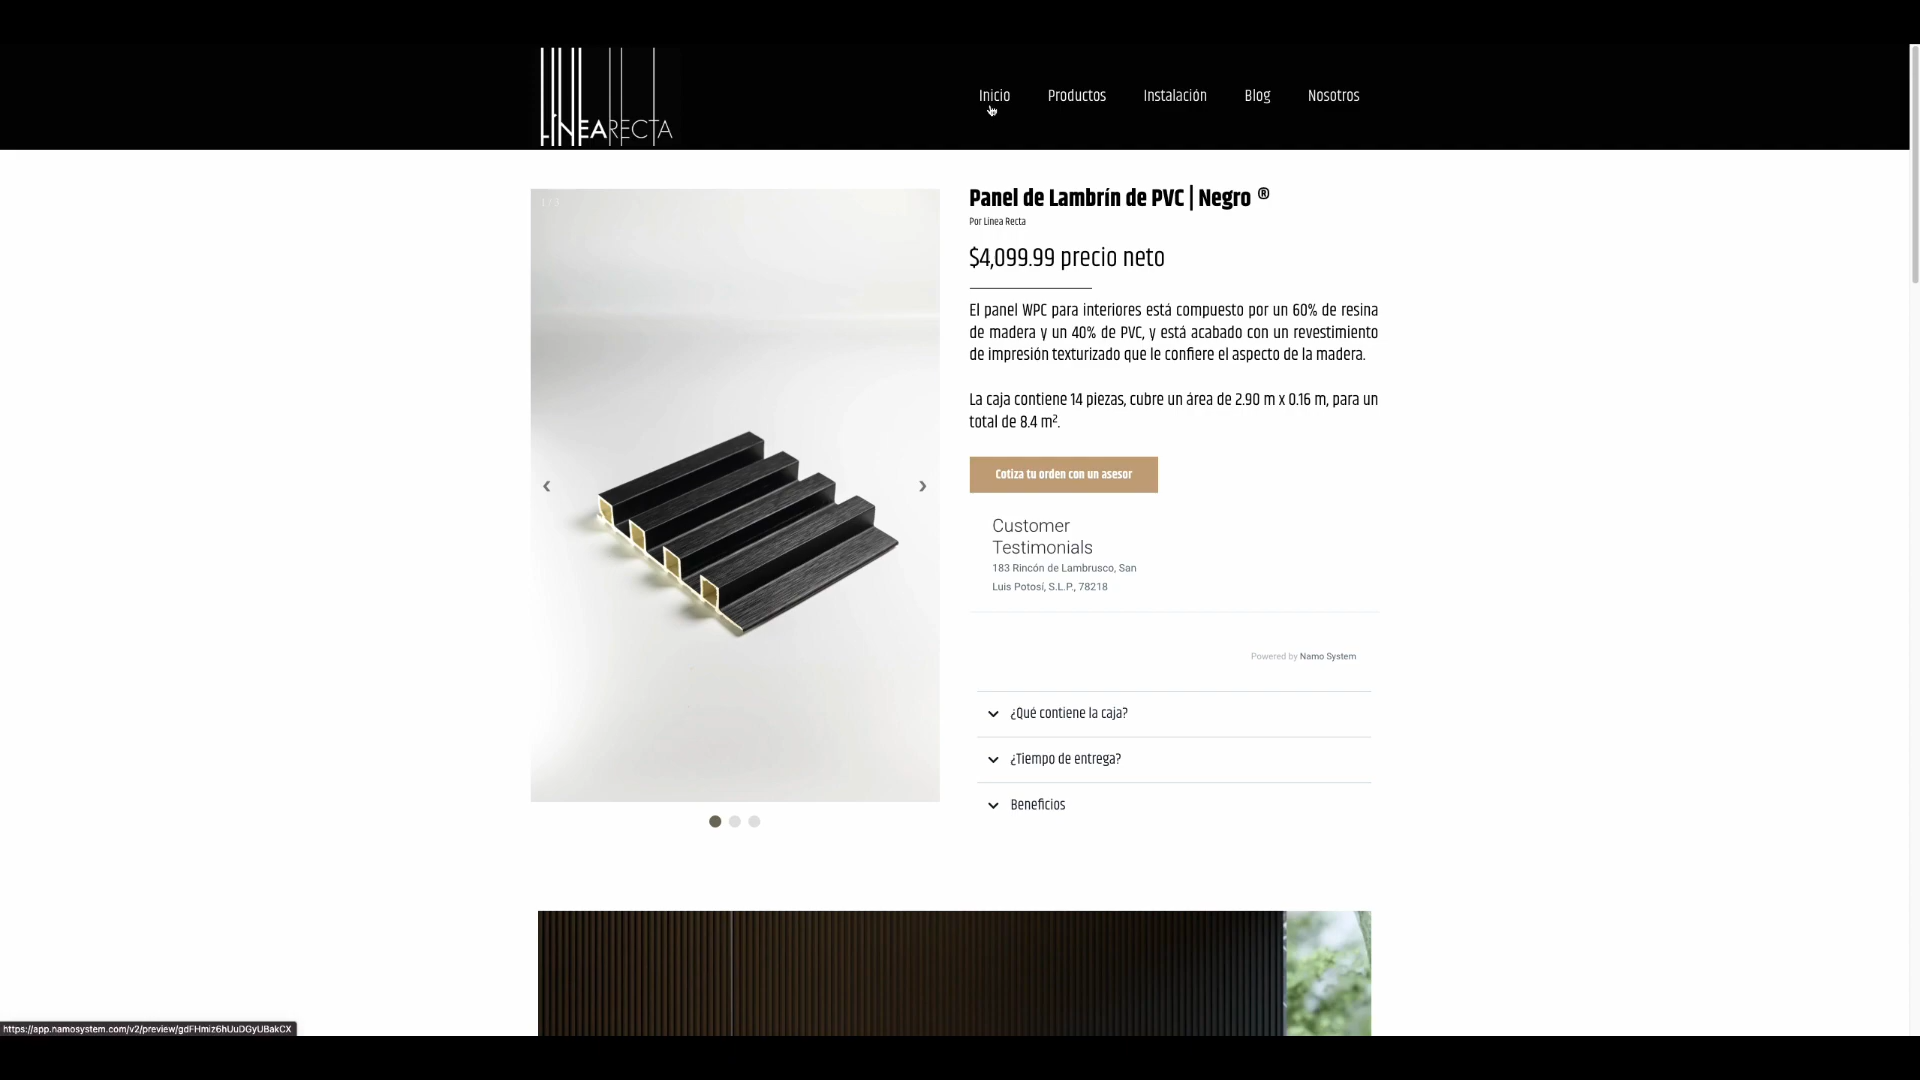 LÍNEARECTA
Inicio
Productos
Instalación
Blog
Nosotros
1 / 3
Panel de Lambrín de PVC | Negro ®
Por Línea Recta
$4,099.99 precio neto
El panel WPC para interiores está compuesto por un 60% de resina
de madera y un 40% de PVC, y está acabado con un revestimiento
de impresión texturizado que le confiere el aspecto de la madera.
La caja contiene 14 piezas, cubre un área de 2.90 m x 0.16 m, para un
total de 8.4 m².
Cotiza tu orden con un asesor
Customer
Testimonials
183 Rincón de Lambrusco, San
Luis Potosí, S.L.P., 78218
Powered by Namo System
¿Qué contiene la caja?
¿Tiempo de entrega?
Beneficios
https://app.namosystem.com/v2/preview/gdFHmiz6hUuDGyUBakCX